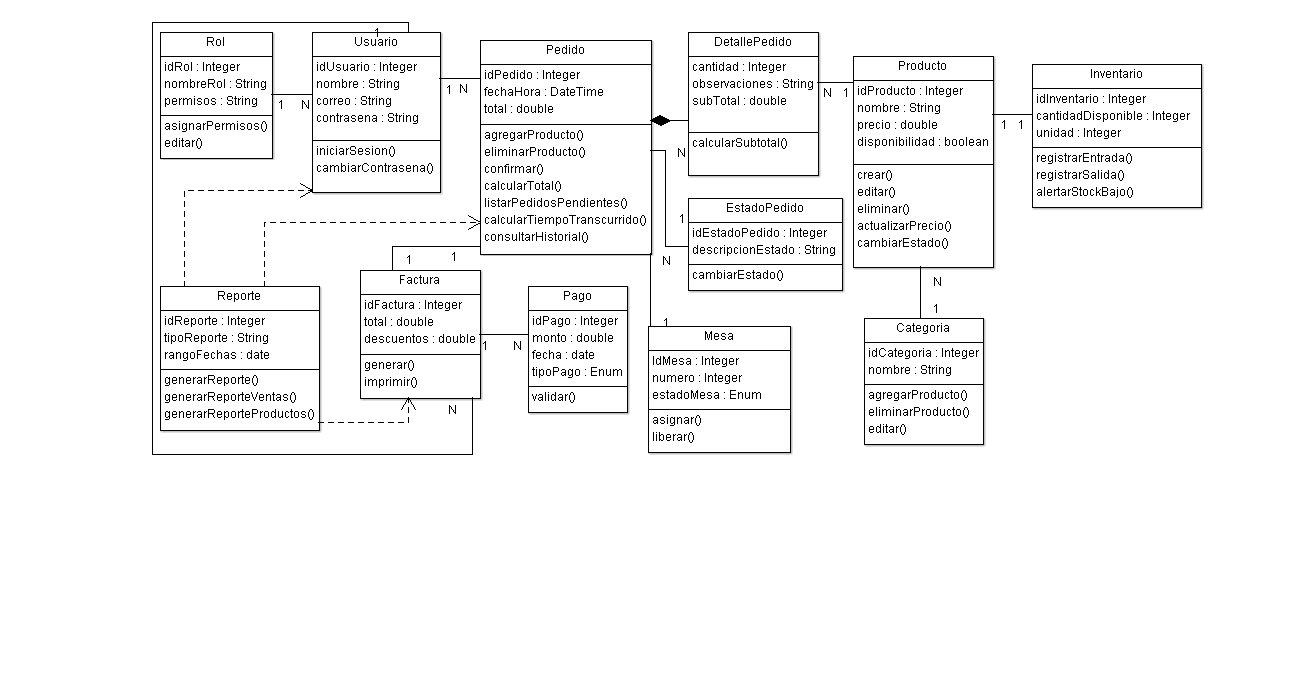 Rol
idRol : Integer
nombreRol : String
permisos : String
asignarPermisos()
editar()
1
N
1
Usuario
idUsuario : Integer
nombre : String
correo : String
contrasena : String
iniciarSesion()
cambiarContrasena()
1
N
Pedido
idPedido : Integer
fechaHora : DateTime
total : double
agregarProducto()
eliminarProducto()
confirmar()
calcularTotal()
listarPedidosPendientes()
calcularTiempoTranscurrido()
consultarHistorial()
N
DetallePedido
cantidad : Integer
observaciones : String
subTotal : double
calcularSubtotal()
N
1
Producto
idProducto : Integer
nombre : String
precio : double
disponibilidad : boolean
crear()
editar()
eliminar()
actualizarPrecio()
cambiarEstado()
1
1
Inventario
idInventario : Integer
cantidadDisponible : Integer
unidad : Integer
registrarEntrada()
registrarSalida()
alertarStockBajo()
1
N
EstadoPedido
idEstadoPedido : Integer
descripcionEstado : String
cambiarEstado()
1
1
Reporte
idReporte : Integer
tipoReporte : String
rangoFechas : date
generarReporte()
generarReporteVentas()
generarReporteProductos()
Factura
idFactura : Integer
total : double
descuentos : double
generar()
imprimir()
N
1
N
Pago
idPago : Integer
monto : double
fecha : date
tipoPago : Enum
validar()
1
Mesa
IdMesa : Integer
numero : Integer
estadoMesa : Enum
asignar()
liberar()
N
1
Categoria
idCategoria : Integer
nombre : String
agregarProducto()
eliminarProducto()
editar()